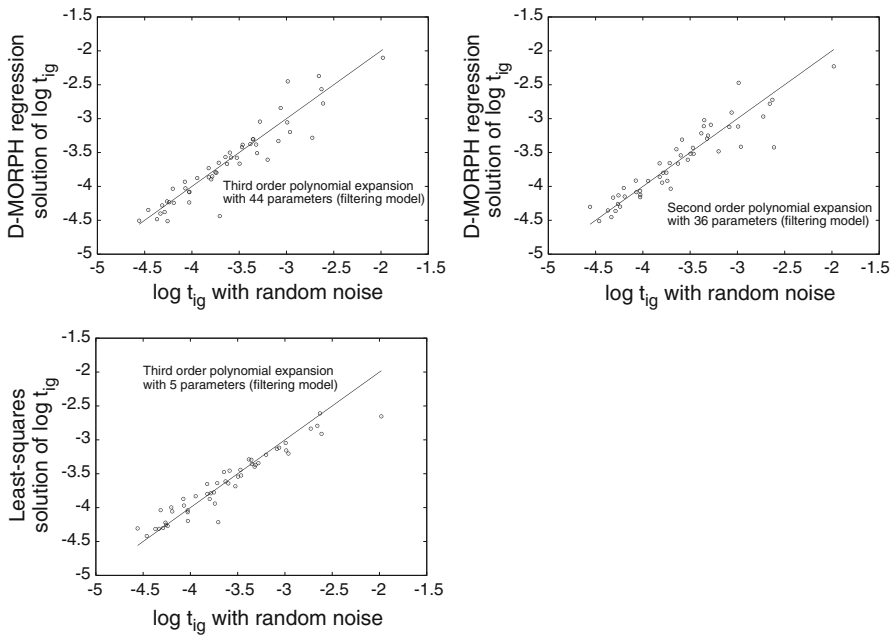 D-MORPH regression
solution of log t_ig
-1.5
-2
-2.5
-3
-3.5
-4
-4.5
-5
Third order polynomial expansion
with 44 parameters (filtering model)
-5 -4.5 -4 -3.5 -3 -2.5 -2 -1.5
log t_ig with random noise
D-MORPH regression
solution of log t_ig
-1.5
-2
-2.5
-3
-3.5
-4
-4.5
-5
Second order polynomial expansion
with 36 parameters (filtering model)
-5 -4.5 -4 -3.5 -3 -2.5 -2 -1.5
log t_ig with random noise
Least-squares
solution of log t_ig
-1.5
-2
-2.5
-3
-3.5
-4
-4.5
-5
Third order polynomial expansion
with 5 parameters (filtering model)
-5 -4.5 -4 -3.5 -3 -2.5 -2 -1.5
log t_ig with random noise